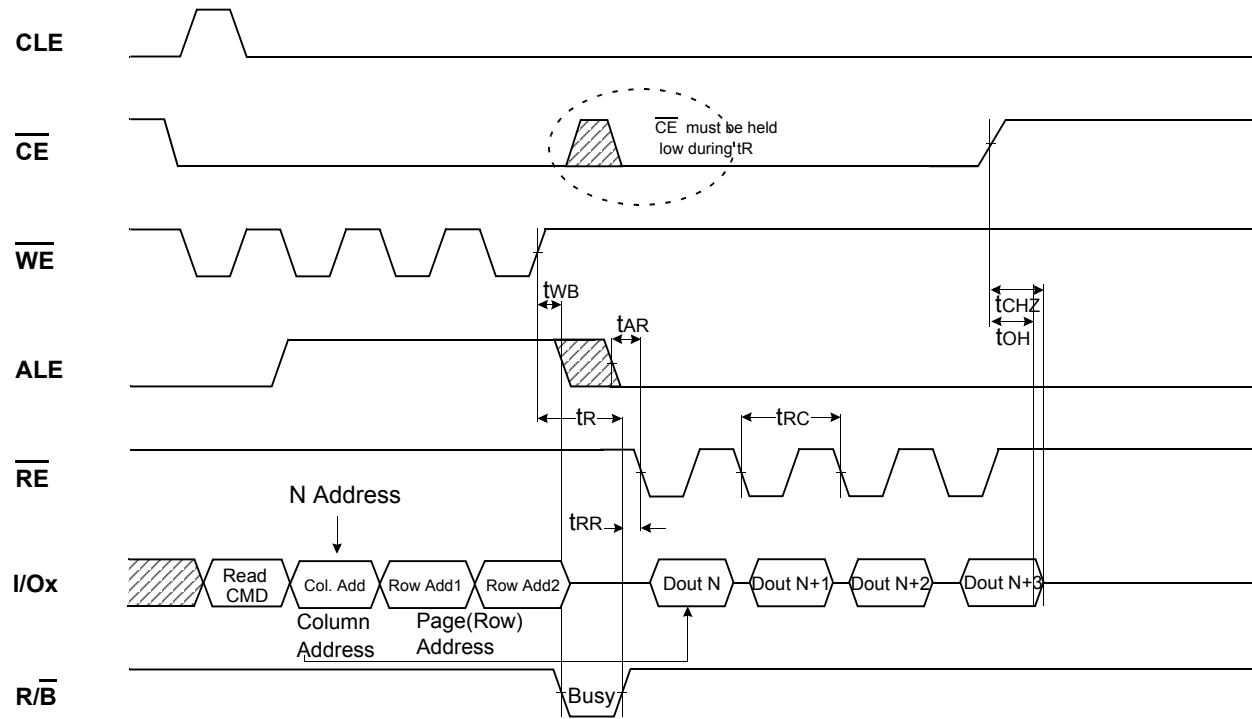 CLE
CE
CE must be held
low during tR
WE
tWB
tCHZ
tAR
tOH
ALE
tR
tRC
RE
N Address
tRR
I/Ox
Read
CMD
Col. Add
Row Add1
Row Add2
Dout N
Dout N+1
Dout N+2
Dout N+3
Column
Address
Page(Row)
Address
R/B
Busy